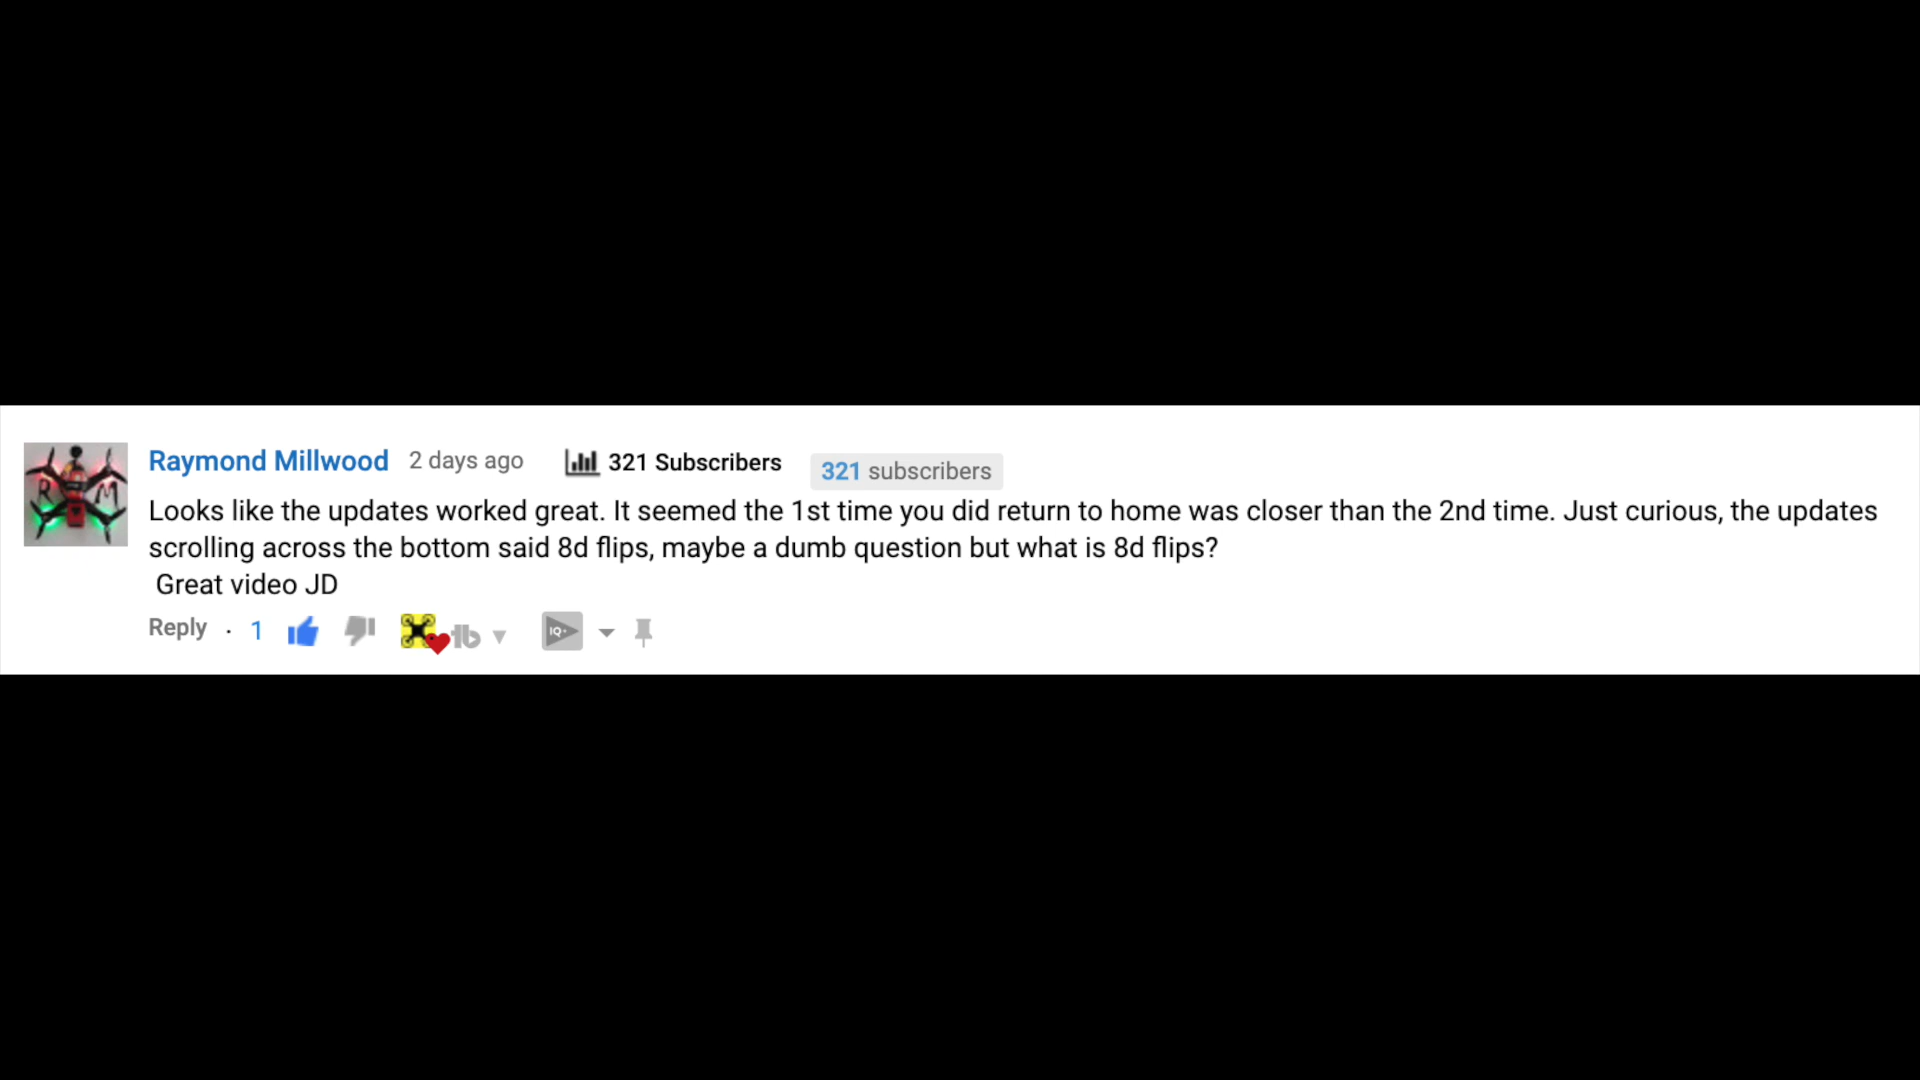 Raymond Millwood 2 days ago 321 Subscribers 321 subscribers
Looks like the updates worked great. It seemed the 1st time you did return to home was closer than the 2nd time. Just curious, the updates
scrolling across the bottom said 8d flips, maybe a dumb question but what is 8d flips?
Great video JD
Reply · 1 tb IQ+
R M